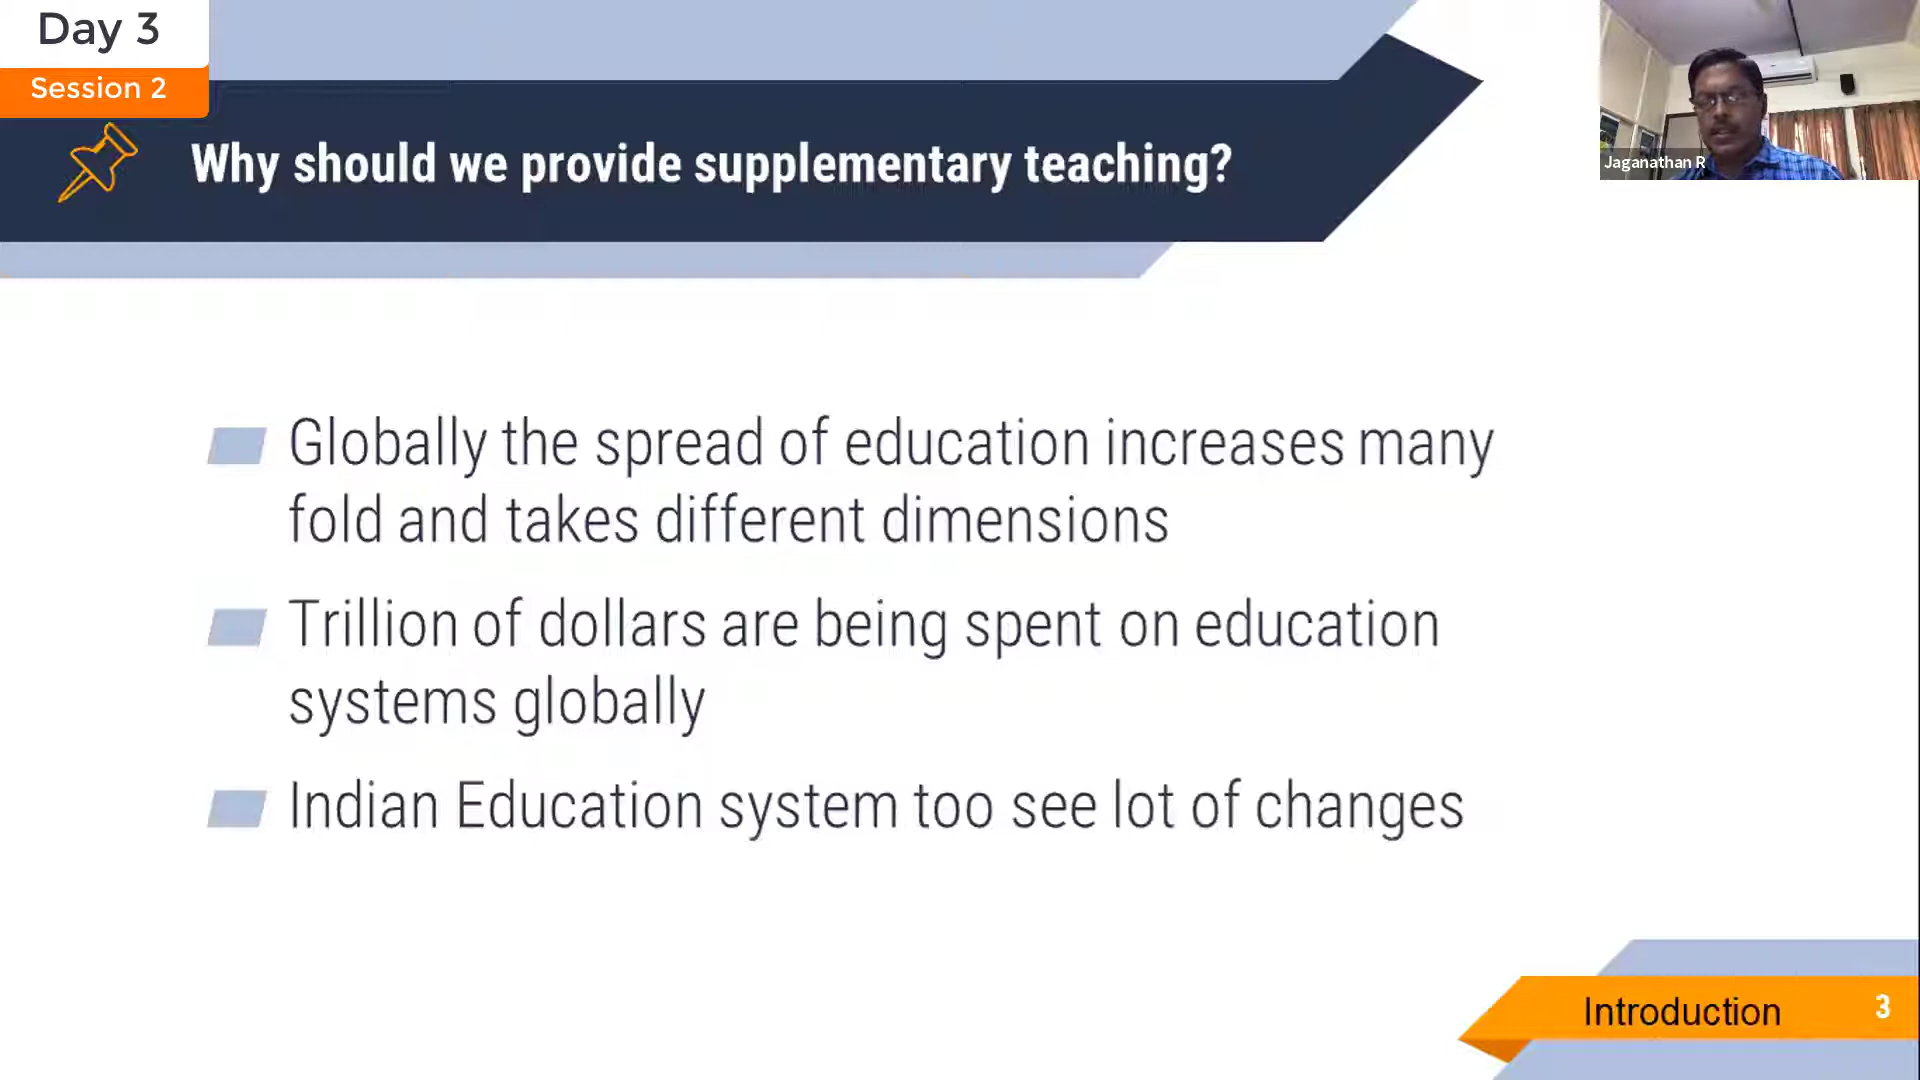 Day 3
Session 2
Why should we provide supplementary teaching?
Jaganathan R
Globally the spread of education increases many
fold and takes different dimensions
Trillion of dollars are being spent on education
systems globally
Indian Education system too see lot of changes
Introduction 3